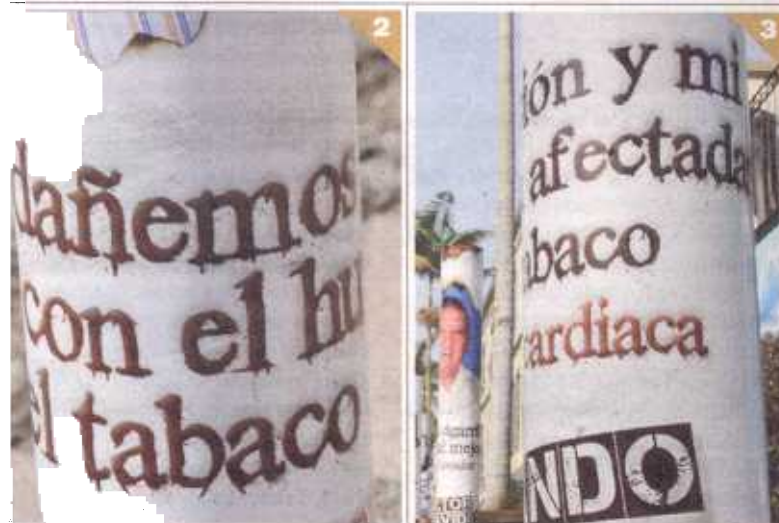 2
dañemos
con el hu
el tabaco
3
ión y mi
afectada
abaco
ardiaca
NDO